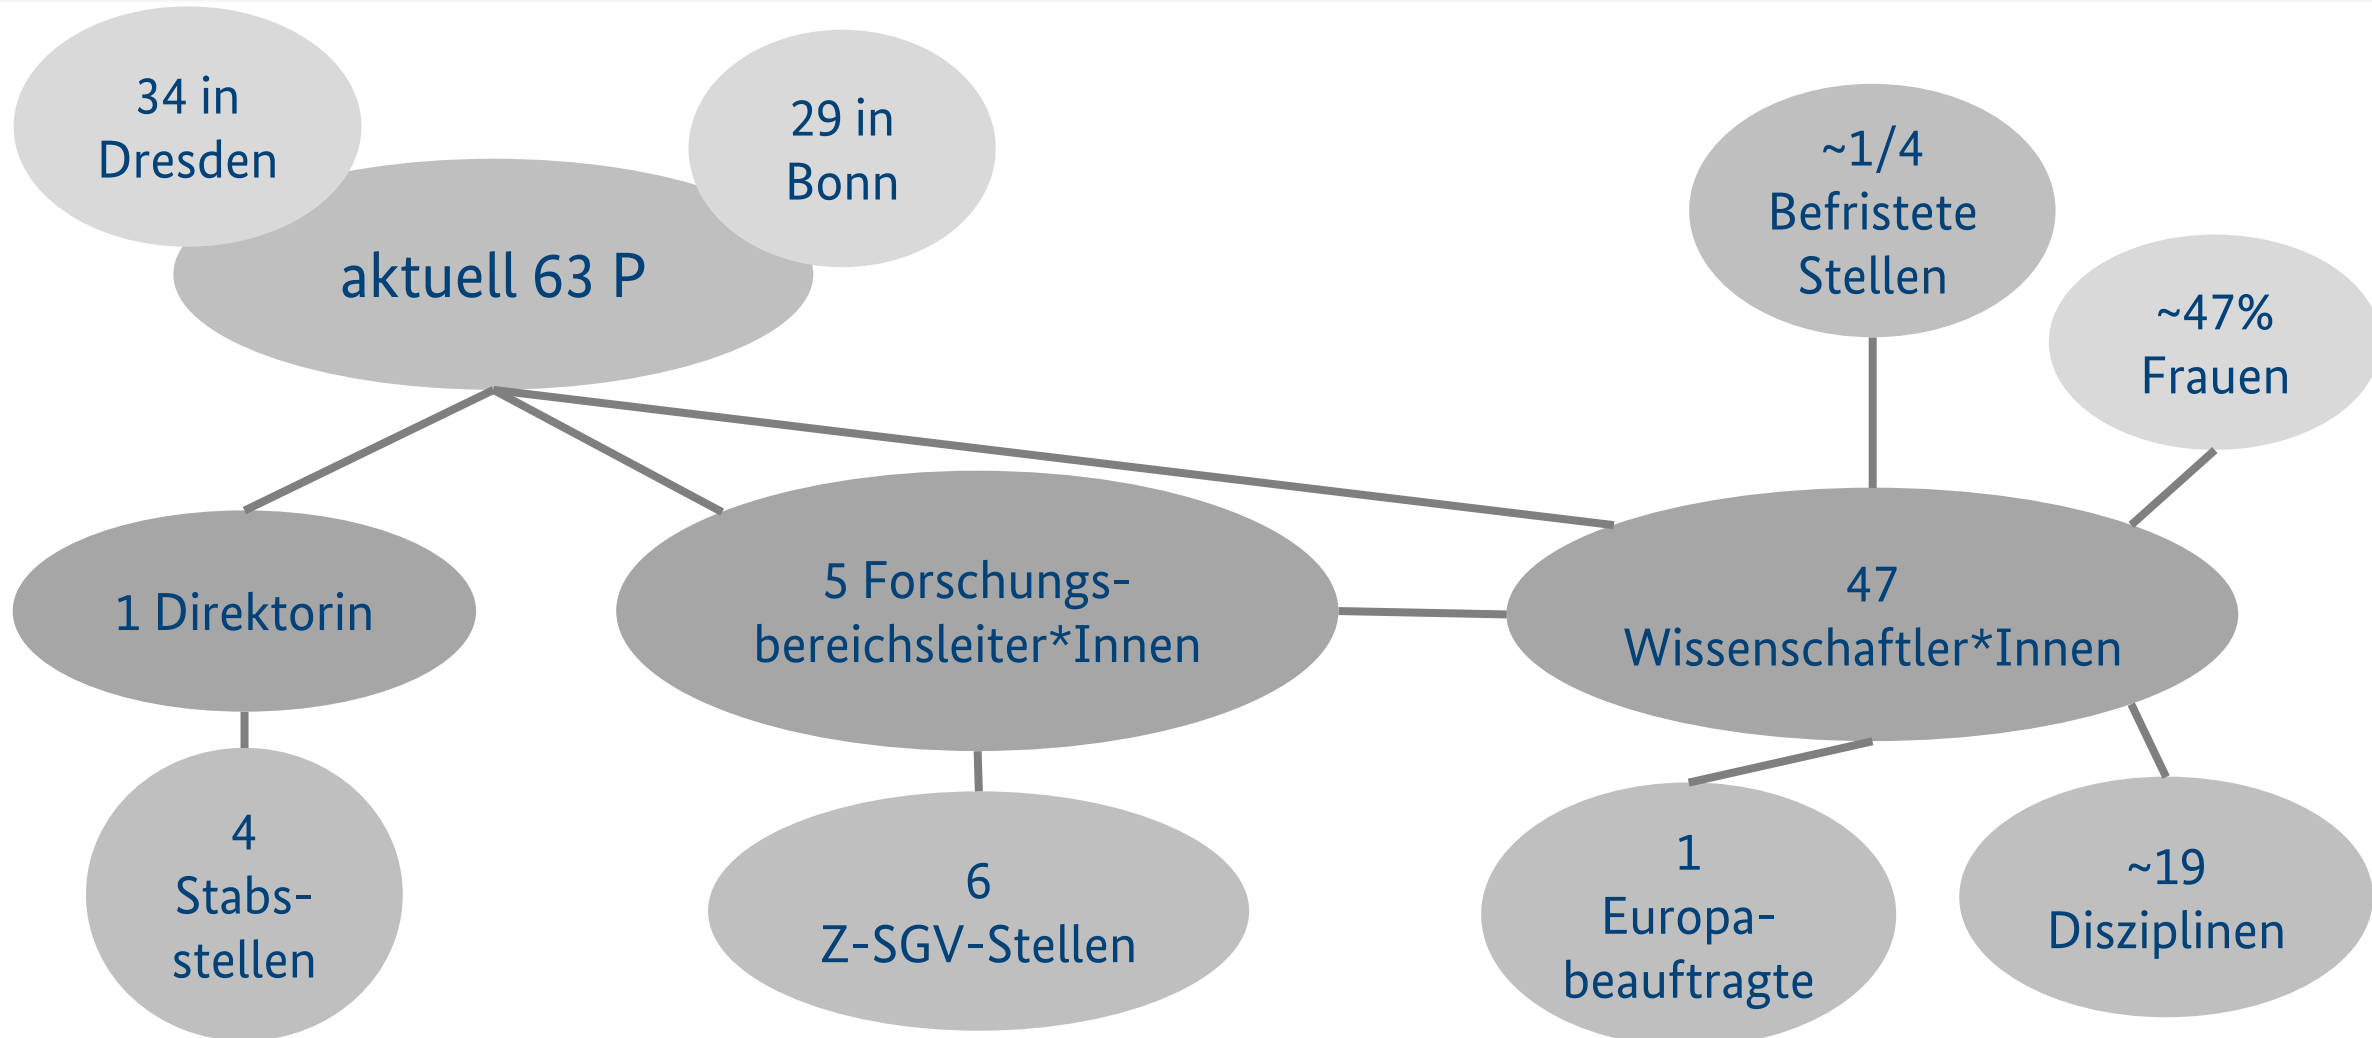 34 in
Dresden
29 in
Bonn
aktuell 63 P
~1/4
Befristete
Stellen
~47%
Frauen
1 Direktorin
5 Forschungs-
bereichsleiter*Innen
47
Wissenschaftler*Innen
4
Stabs-
stellen
6
Z-SGV-Stellen
1
Europa-
beauftragte
~19
Disziplinen